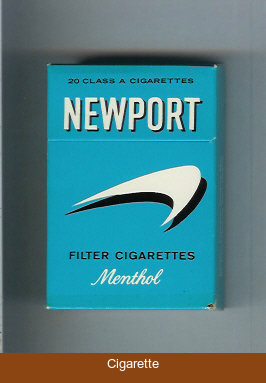 20 CLASS A CIGARETTES
NEWPORT
FILTER CIGARETTES
Menthol
Cigarette